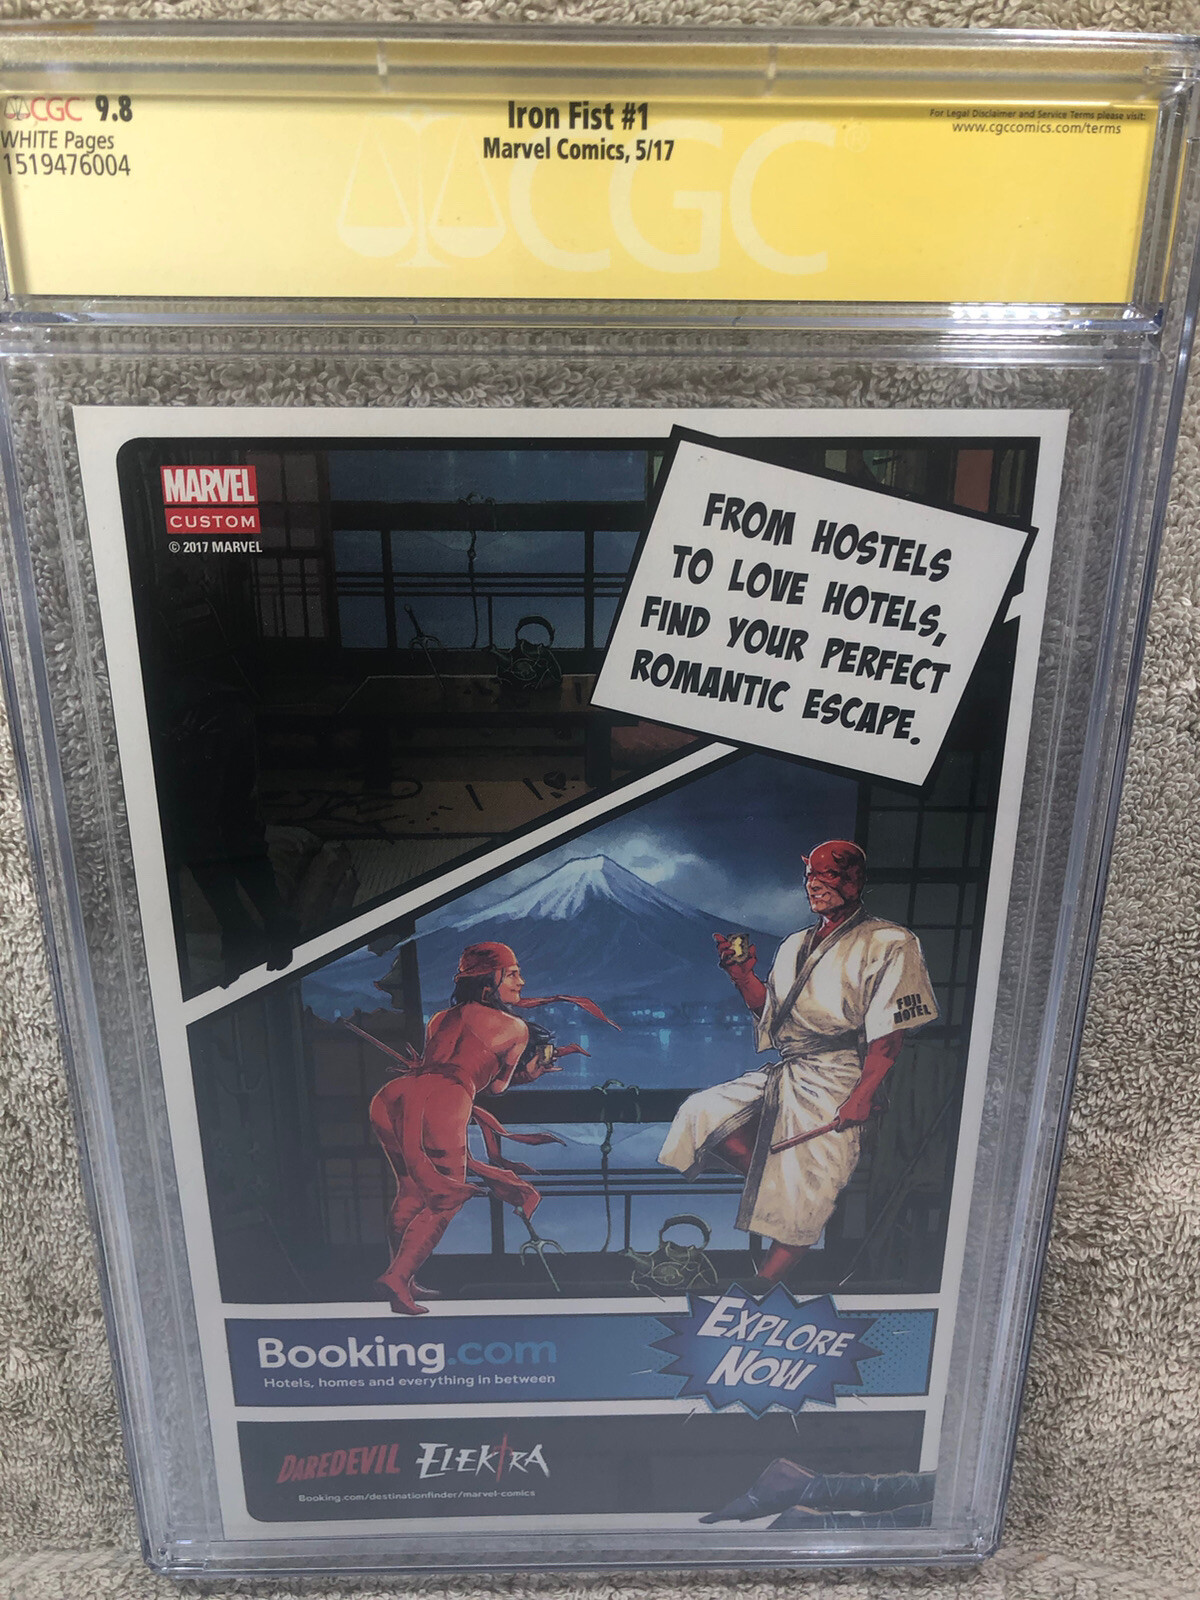 CGC 9.8
WHITE Pages
1519476004
Iron Fist #1
Marvel Comics, 5/17
For Legal Disclaimer and Service Terms please visit:
www.cgccomics.com/terms
CGC
MARVEL
CUSTOM
© 2017 MARVEL
FROM HOSTELS
TO LOVE HOTELS,
FIND YOUR PERFECT
ROMANTIC ESCAPE.
FUJI
HOTEL
Booking.com
Hotels, homes and everything in between
EXPLORE
NOW
DAREDEVIL ELEKTRA
Booking.com/destinationfinder/marvel-comics